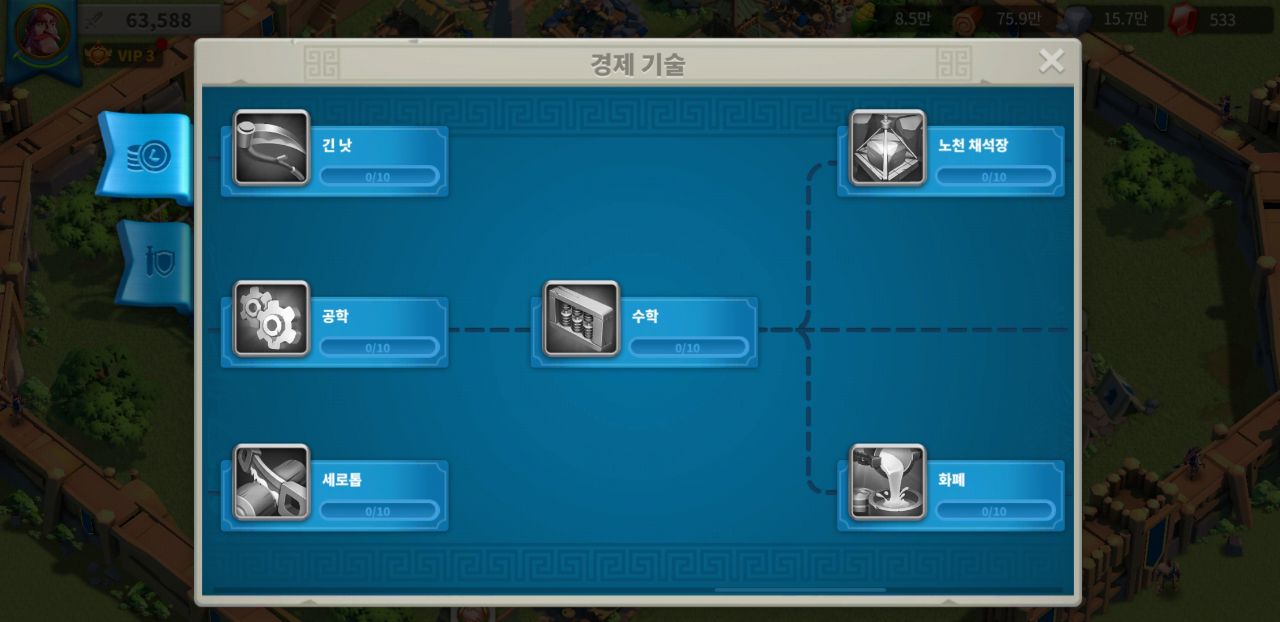 63,588
8.5만
75.9만
15.7만
533
VIP 3
경제 기술
긴 낫
0/10
노천 채석장
0/10
공학
0/10
수학
0/10
세로톱
0/10
화폐
0/10